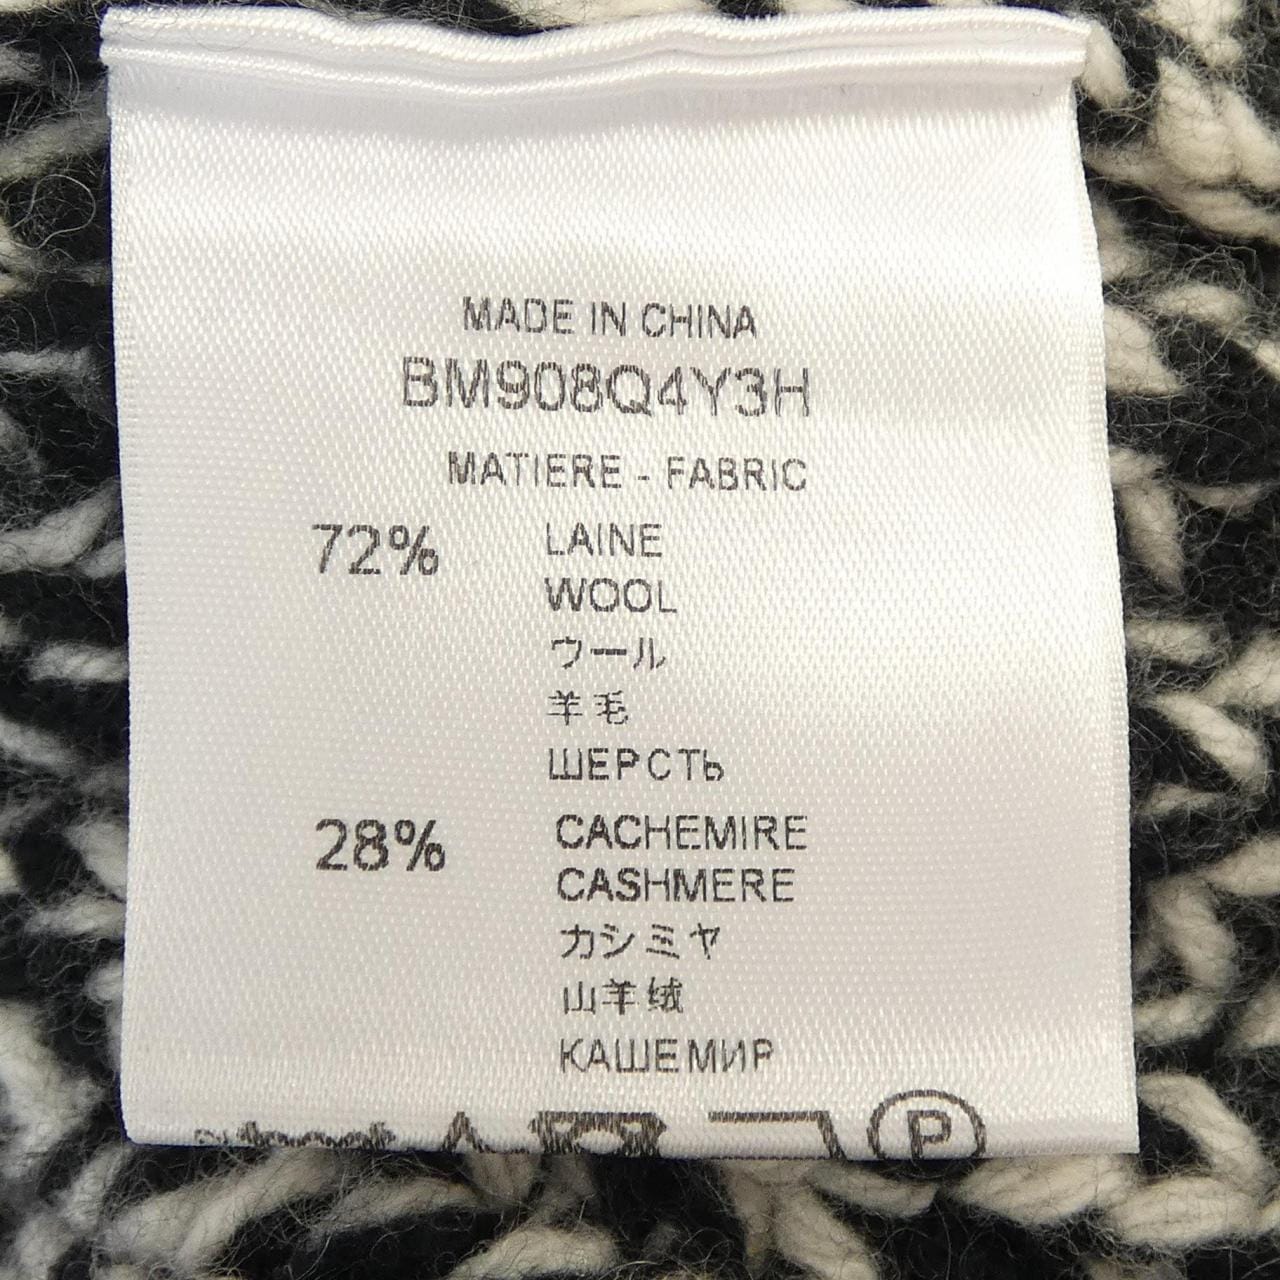 MADE IN CHINA
BM908Q4Y3H
MATIERE - FABRIC
72% LAINE
WOOL
ウール
羊毛
ШЕРСТЬ
28% CACHEMIRE
CASHMERE
カシミヤ
山羊绒
КАШЕМИР
P